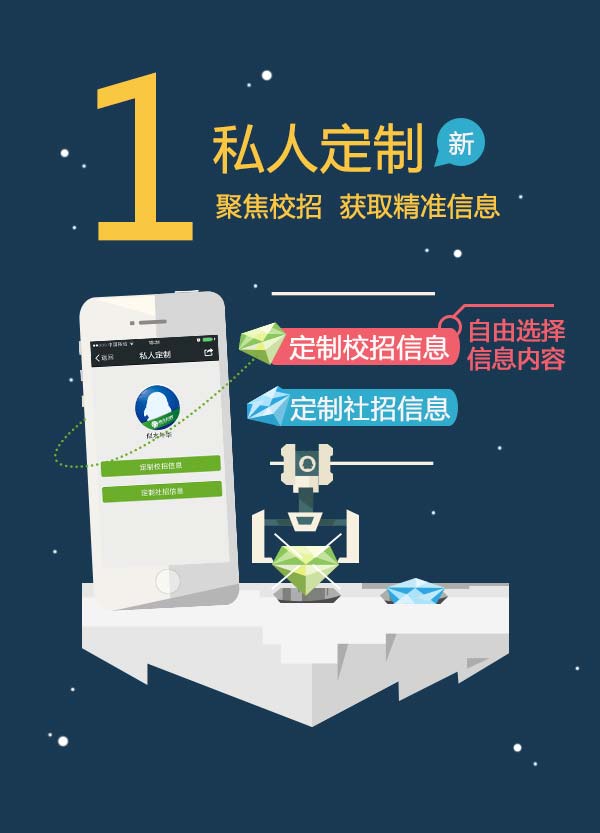 1
私人定制
新
聚焦校招 获取精准信息
定制校招信息
自由选择
信息内容
定制社招信息
中国移动
返回
私人定制
定制校招信息
定制社招信息